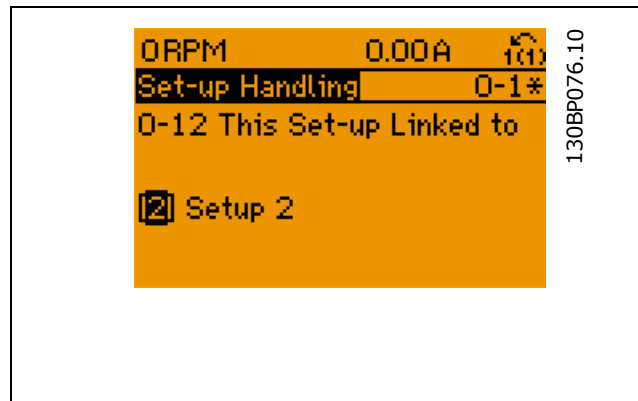 0RPM 0.00A 1(1)
Set-up Handling 0-1*
0-12 This Set-up Linked to
[2] Setup 2
130BP076.10